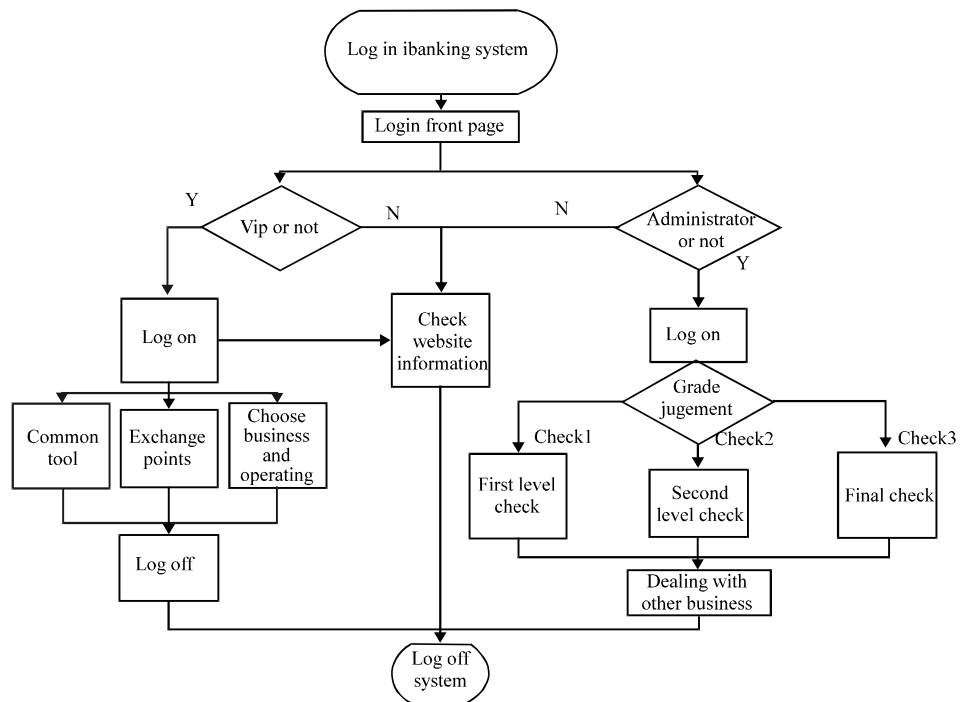 Log in ibanking system
Login front page
Y
Vip or not
N
N
Administrator
or not
Y
Log on
Check
website
information
Log on
Grade
jugement
Common
tool
Exchange
points
Choose
business
and
operating
Check1
Check2
Check3
First level
check
Second
level check
Final check
Log off
Dealing with
other business
Log off
system